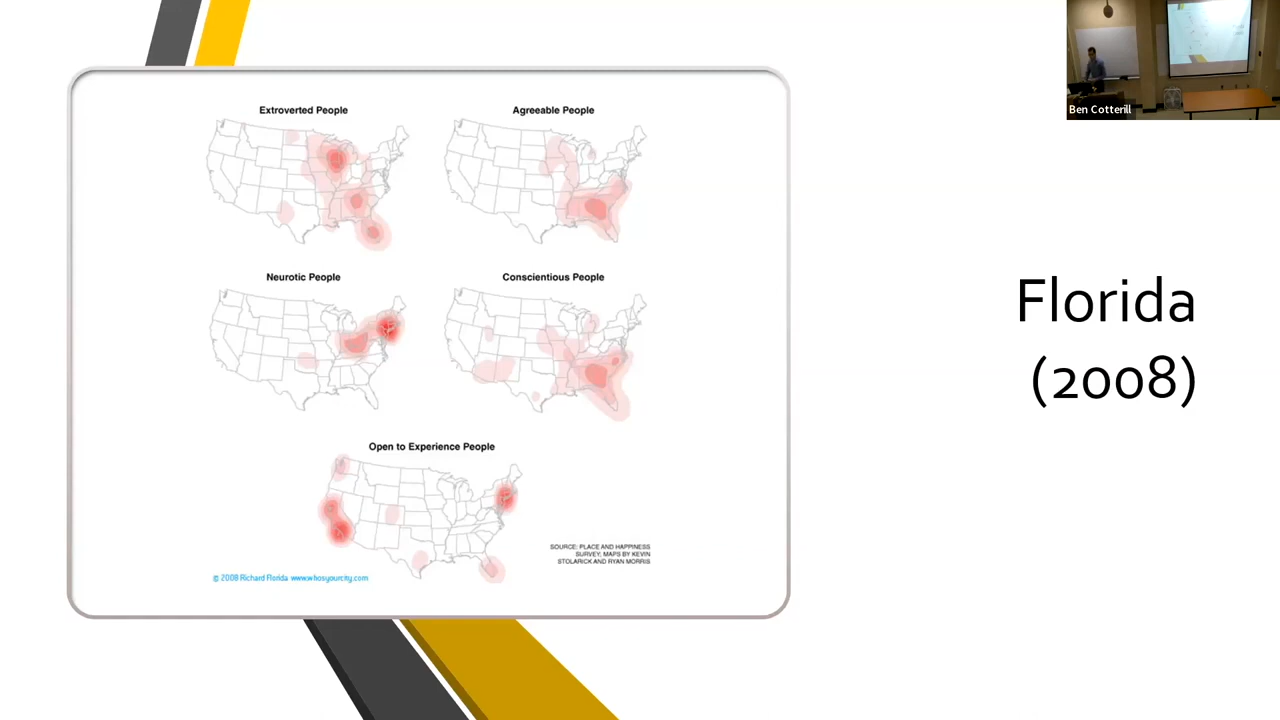 Ben Cotterill
Extroverted People
Agreeable People
Neurotic People
Conscientious People
Open to Experience People
SOURCE: PLACE AND HAPPINESS
SURVEY; MAPS BY KEVIN
STOLARICK AND RYAN MORRIS
© 2008 Richard Florida www.whosyourcity.com
Florida
(2008)